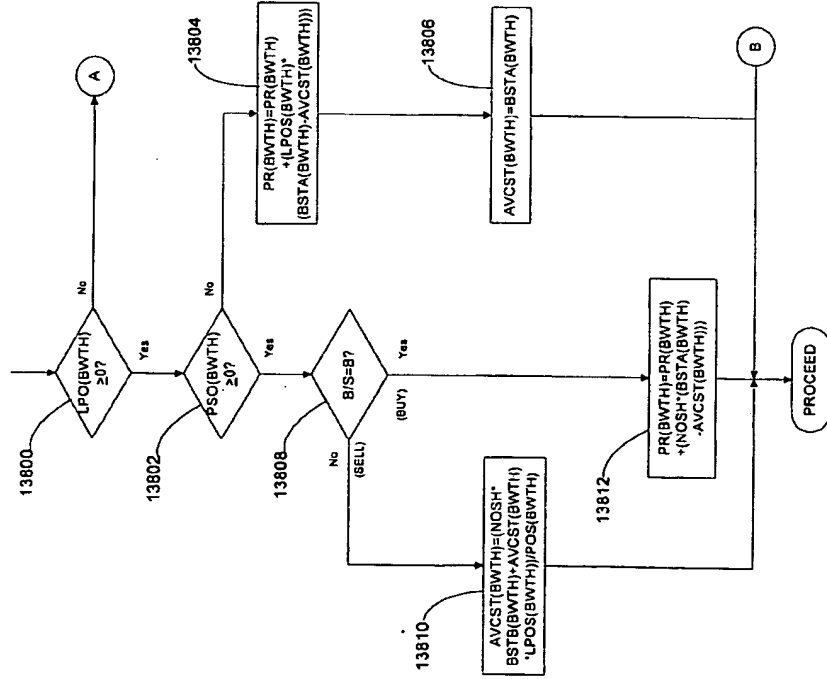 13800
LPO(BWTH)
≥0?
No
A
Yes
13802
PSO(BWTH)
≥0?
No
Yes
13804
PR(BWTH)=PR(BWTH)
+(LPOS(BWTH)*
(BSTA(BWTH)-AVCST(BWTH)))
13808
B/S=B?
No
(SELL)
Yes
(BUY)
13806
AVCST(BWTH)=BSTA(BWTH)
13810
AVCST(BWTH)=(NOSH*
BSTB(BWTH)+AVCST(BWTH)
*LPOS(BWTH))/POS(BWTH)
13812
PR(BWTH)=PR(BWTH)
+(NOSH*(BSTA(BWTH)
-AVCST(BWTH)))
B
PROCEED